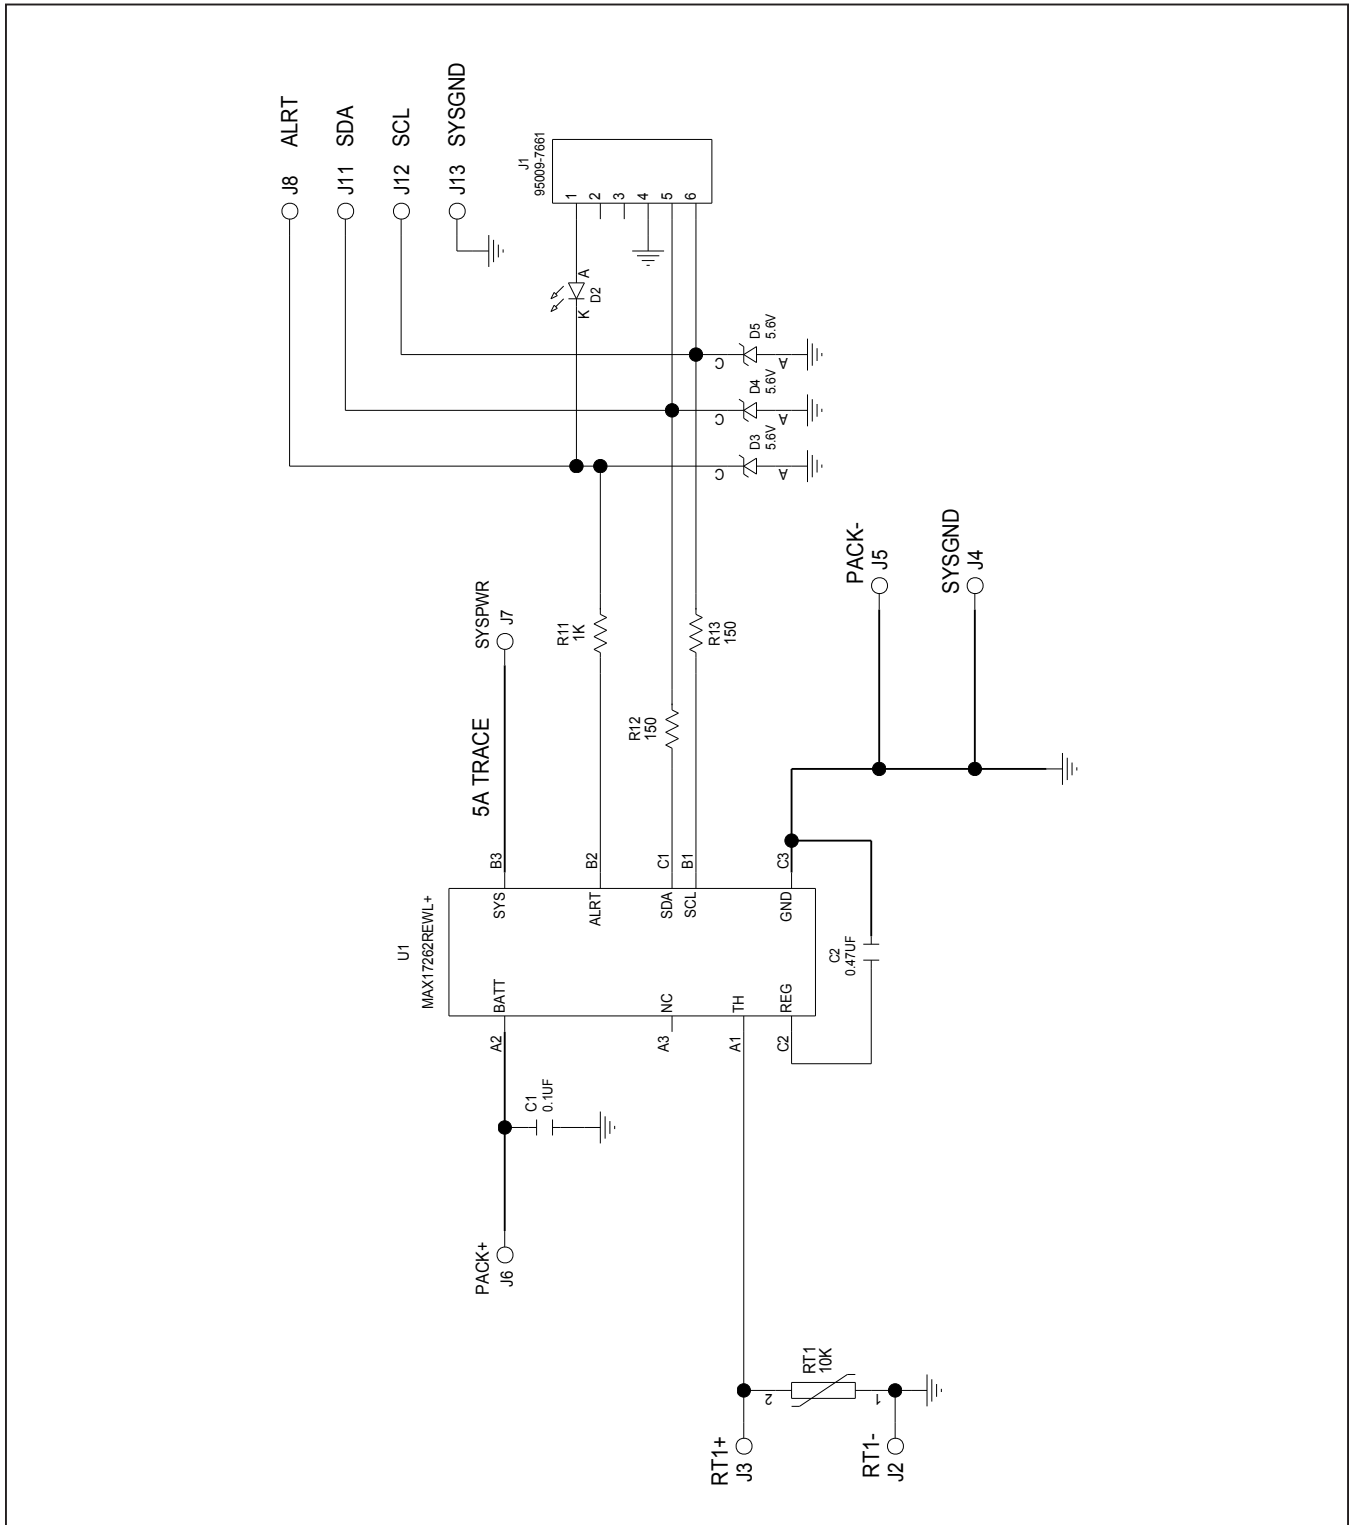 J8 ALRT
J11 SDA
J12 SCL
J13 SYSGND
J1
95009-7661
1
2
3
4
5
6
A
D2
K
C
D5
5.6V
A
C
D4
5.6V
A
C
D3
5.6V
A
SYSPWR
J7
5A TRACE
R11
1K
R12
150
R13
150
PACK-
J5
SYSGND
J4
B3
B2
C1
B1
C3
U1
MAX17262REWL+
SYS
ALRT
SDA
SCL
GND
BATT
NC
TH
REG
A2
A3
A1
C2
C2
0.47UF
C1
0.1UF
PACK+
J6
RT1
10K
2
1
RT1+
J3
RT1-
J2